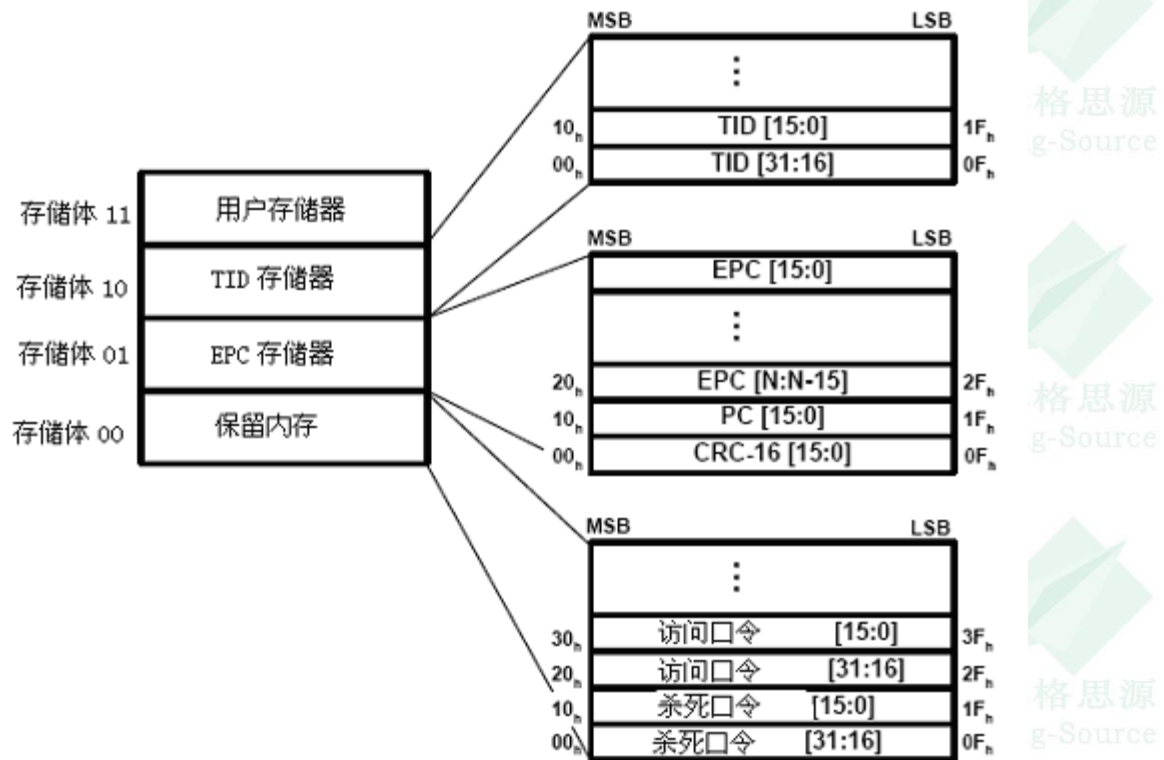 MSB LSB
⋮
10h TID [15:0] 1Fh
00h TID [31:16] 0Fh
存储体 11 用户存储器
存储体 10 TID 存储器
存储体 01 EPC 存储器
存储体 00 保留内存
MSB LSB
EPC [15:0]
⋮
20h EPC [N:N-15] 2Fh
10h PC [15:0] 1Fh
00h CRC-16 [15:0] 0Fh
MSB LSB
⋮
30h 访问口令 [15:0] 3Fh
20h 访问口令 [31:16] 2Fh
10h 杀死口令 [15:0] 1Fh
00h 杀死口令 [31:16] 0Fh
格思源
g-Source
格思源
g-Source
格思源
g-Source